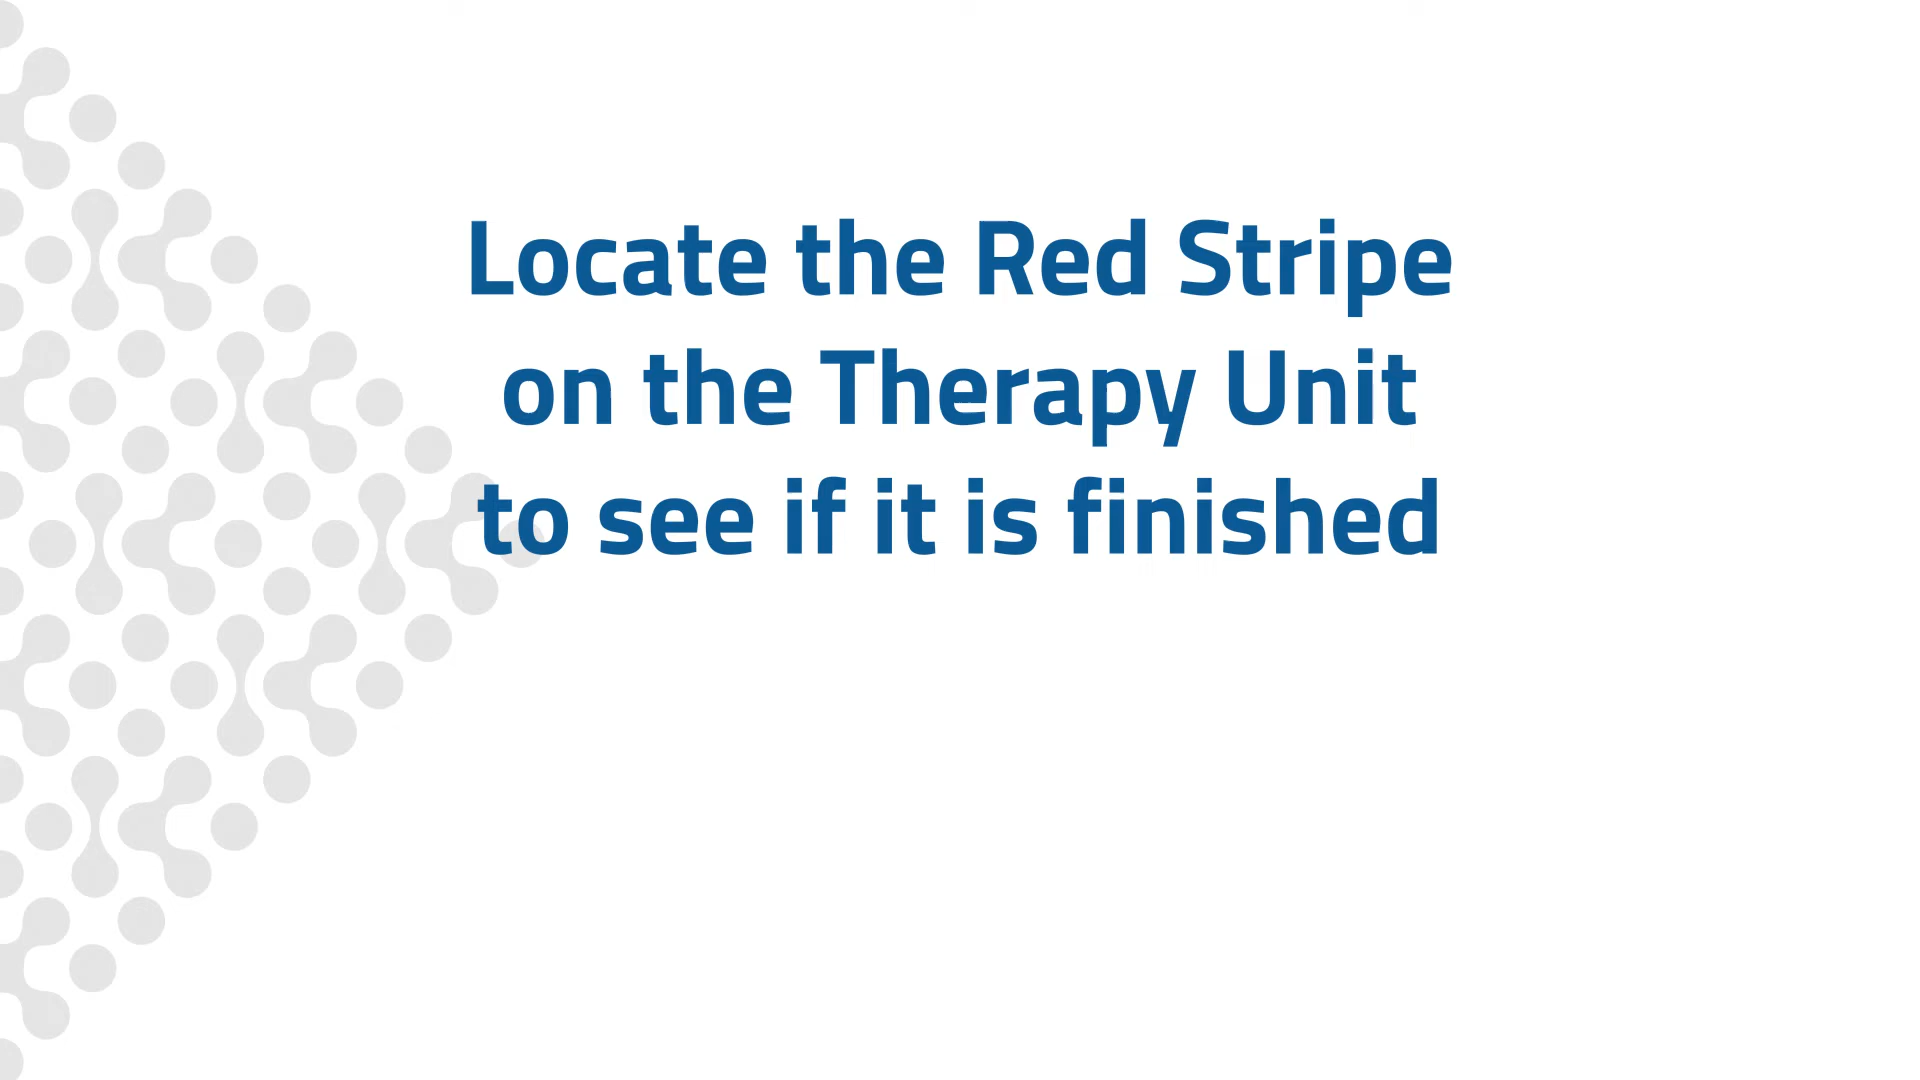 Locate the Red Stripe
on the Therapy Unit
to see if it is finished